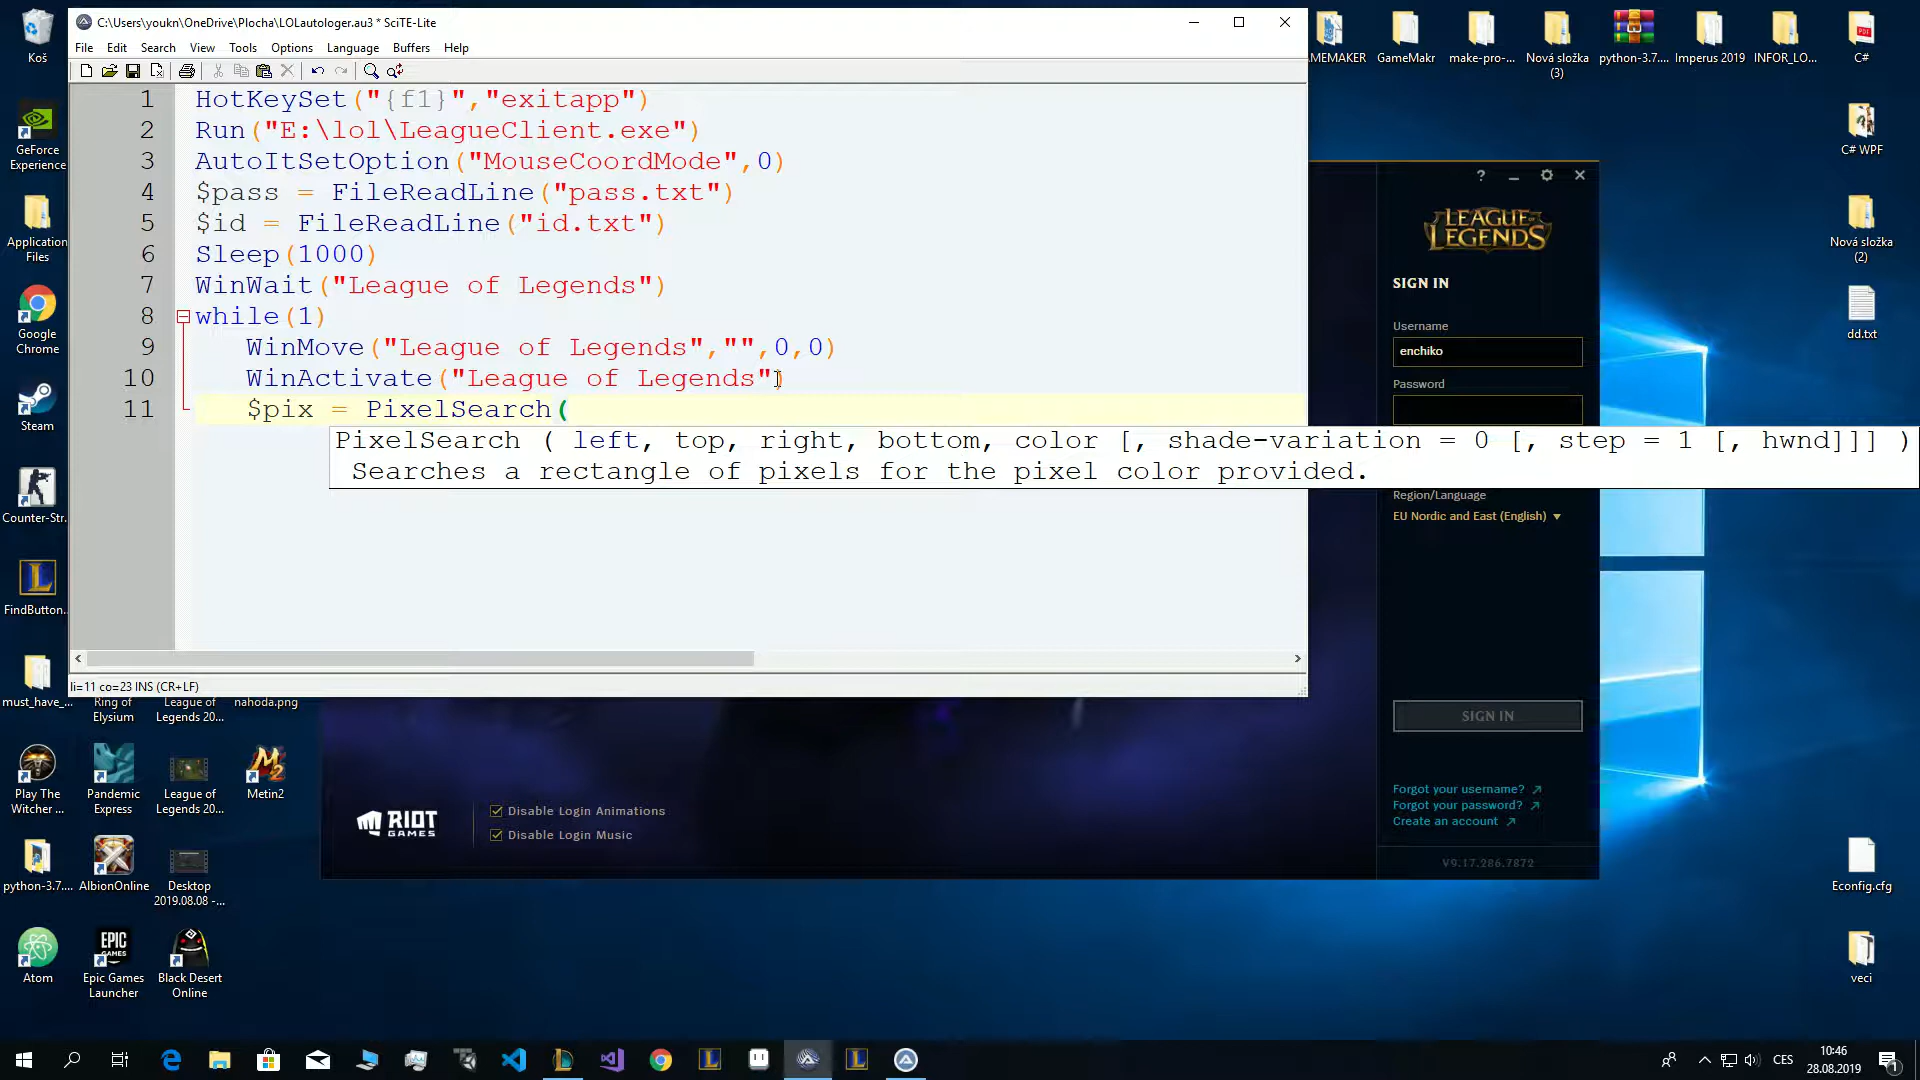 C:\Users\youkn\OneDrive\Plocha\LOLautologer.au3 * SciTE-Lite
File Edit Search View Tools Options Language Buffers Help
1 HotKeySet("{f1}","exitapp")
2 Run("E:\lol\LeagueClient.exe")
3 AutoItSetOption("MouseCoordMode",0)
4 $pass = FileReadLine("pass.txt")
5 $id = FileReadLine("id.txt")
6 Sleep(1000)
7 WinWait("League of Legends")
8 while(1)
9 WinMove("League of Legends","",0,0)
10 WinActivate("League of Legends")
11 $pix = PixelSearch(
PixelSearch ( left, top, right, bottom, color [, shade-variation = 0 [, step = 1 [, hwnd]]] )
Searches a rectangle of pixels for the pixel color provided.
li=11 co=23 INS (CR+LF)
Koš
GeForce
Experience
Application
Files
Google
Chrome
Steam
Counter-Str...
FindButton...
must_have_...
Ring of
Elysium
League of
Legends 20...
nahoda.png
Play The
Witcher ...
Pandemic
Express
League of
Legends 20...
Metin2
python-3.7....
AlbionOnline
Desktop
2019.08.08 -...
Atom
EPIC
GAMES
Epic Games
Launcher
Black Desert
Online
AMEMAKER
GameMakr
make-pro-...
Nová složka
(3)
python-3.7....
Imperus 2019
INFOR_LO...
C#
C# WPF
Nová složka
(2)
dd.txt
Econfig.cfg
veci
LEAGUE OF
LEGENDS
SIGN IN
Username
enchiko
Password
Region/Language
EU Nordic and East (English)
SIGN IN
Forgot your username?
Forgot your password?
Create an account
V9.17.286.7872
RIOT
GAMES
Disable Login Animations
Disable Login Music
CES
10:46
28.08.2019
1